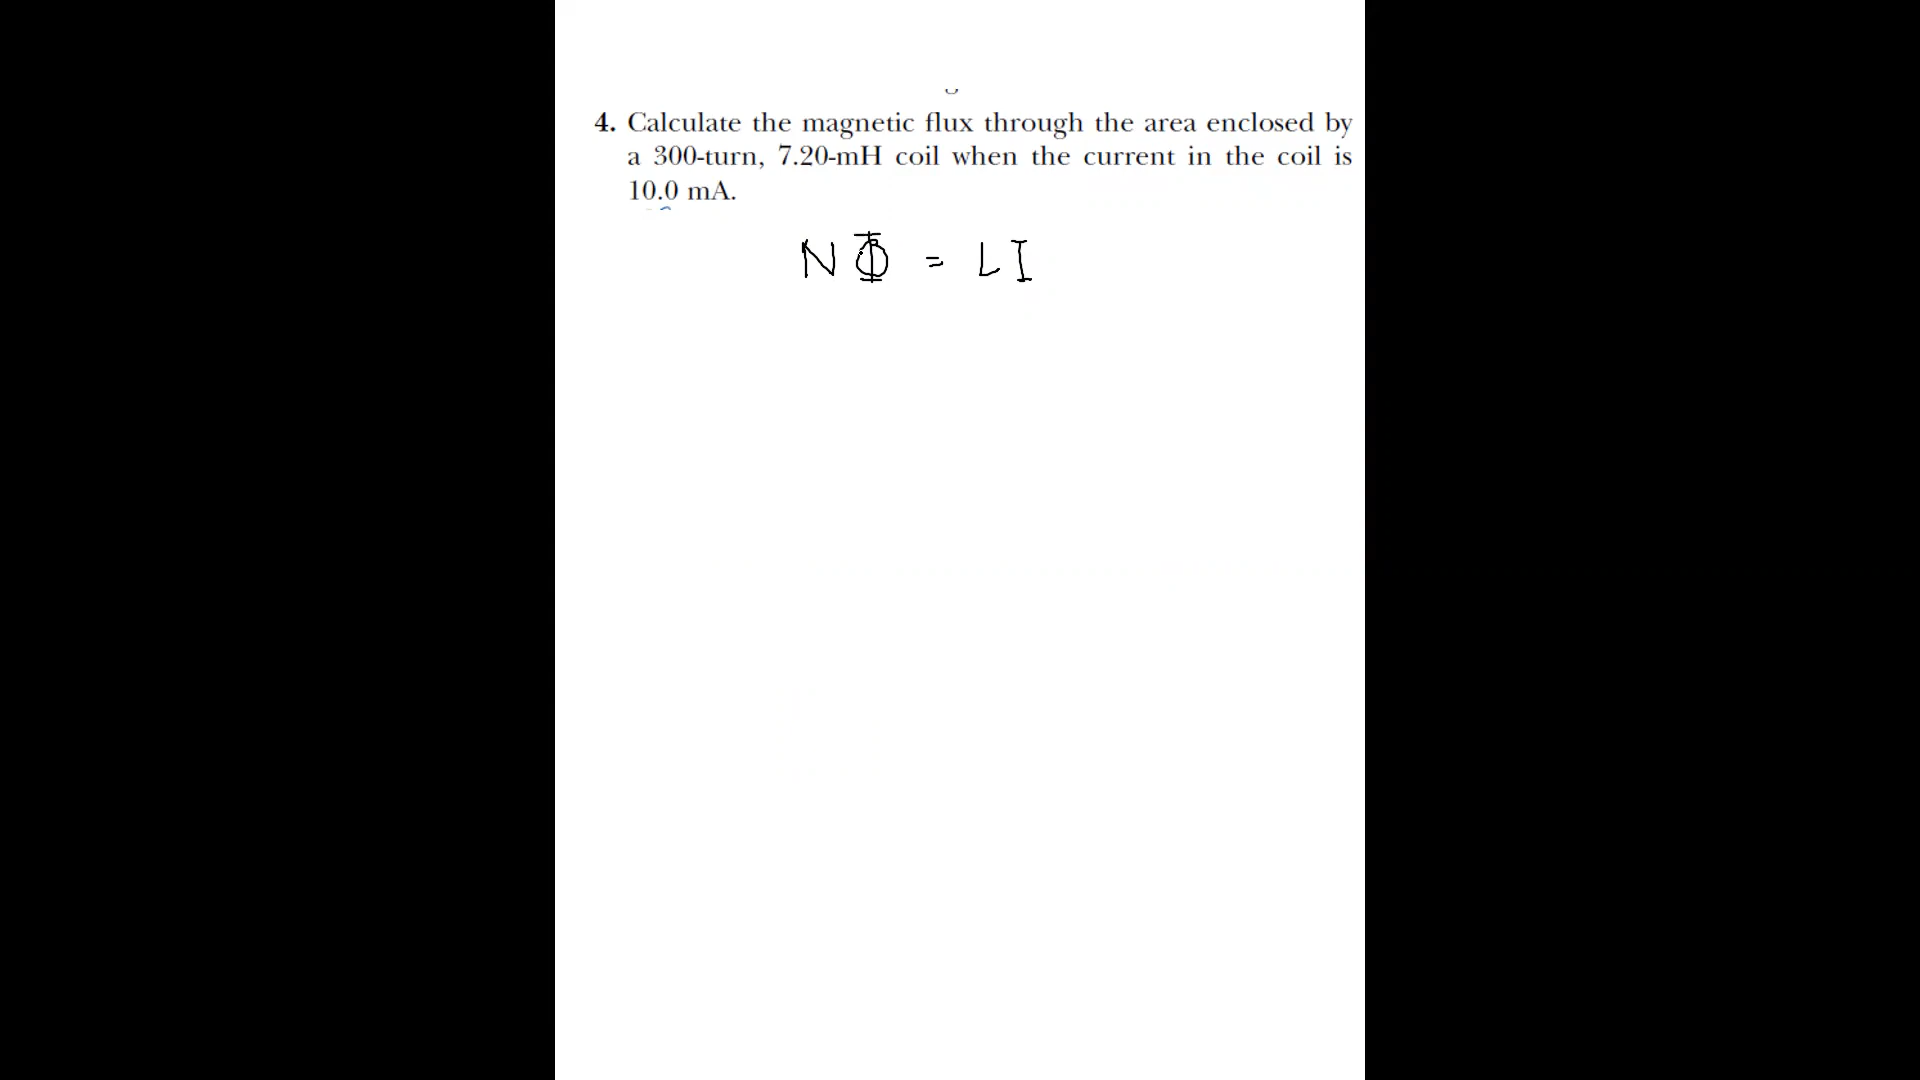 4. Calculate the magnetic flux through the area enclosed by
a 300-turn, 7.20-mH coil when the current in the coil is
10.0 mA.
NΦ = LI